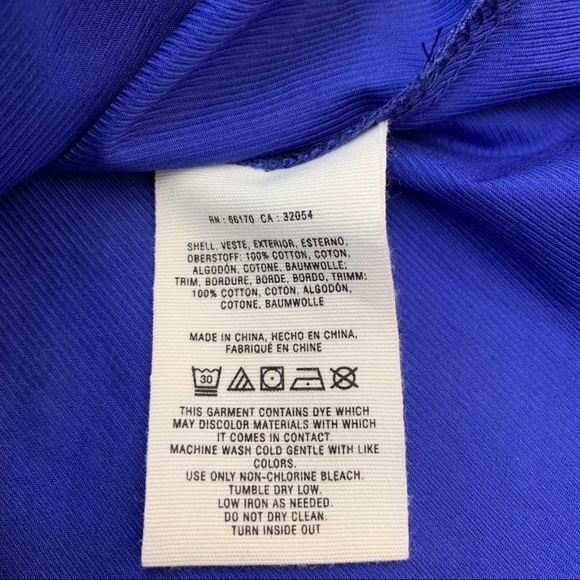 RN : 66170 CA : 32054
SHELL, VESTE, EXTERIOR, ESTERNO,
OBERSTOFF: 100% COTTON, COTON,
ALGODÓN, COTONE, BAUMWOLLE;
TRIM, BORDURE, BORDE, BORDO, TRIMM:
100% COTTON, COTON, ALGODÓN,
COTONE, BAUMWOLLE
MADE IN CHINA, HECHO EN CHINA,
FABRIQUÉ EN CHINE
30
THIS GARMENT CONTAINS DYE WHICH
MAY DISCOLOR MATERIALS WITH WHICH
IT COMES IN CONTACT.
MACHINE WASH COLD GENTLE WITH LIKE
COLORS.
USE ONLY NON-CHLORINE BLEACH.
TUMBLE DRY LOW.
LOW IRON AS NEEDED.
DO NOT DRY CLEAN.
TURN INSIDE OUT